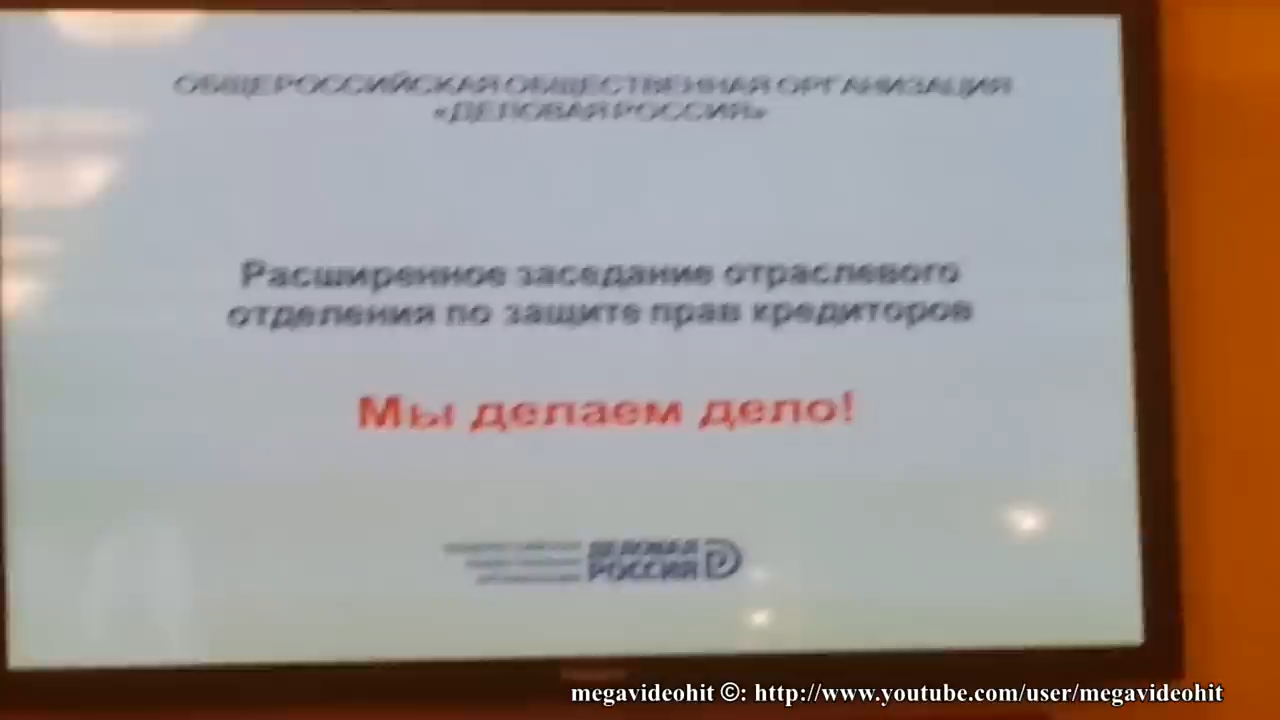 ОБЩЕРОССИЙСКАЯ ОБЩЕСТВЕННАЯ ОРГАНИЗАЦИЯ
«ДЕЛОВАЯ РОССИЯ»
Расширенное заседание отраслевого
отделения по защите прав кредиторов
Мы делаем дело!
ДЕЛОВАЯ
РОССИЯ
megavideohit ©: http://www.youtube.com/user/megavideohit